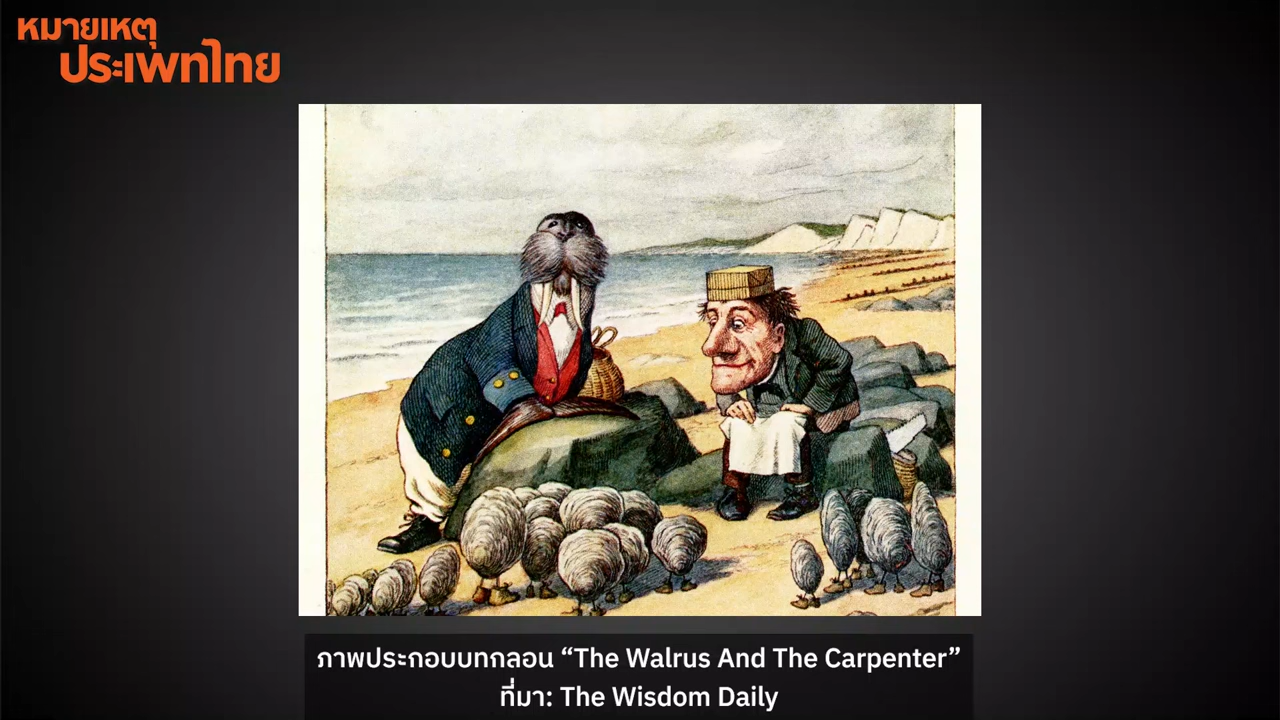 หมายเหตุ
ประเพทไทย
ภาพประกอบบทกลอน “The Walrus And The Carpenter”
ที่มา: The Wisdom Daily